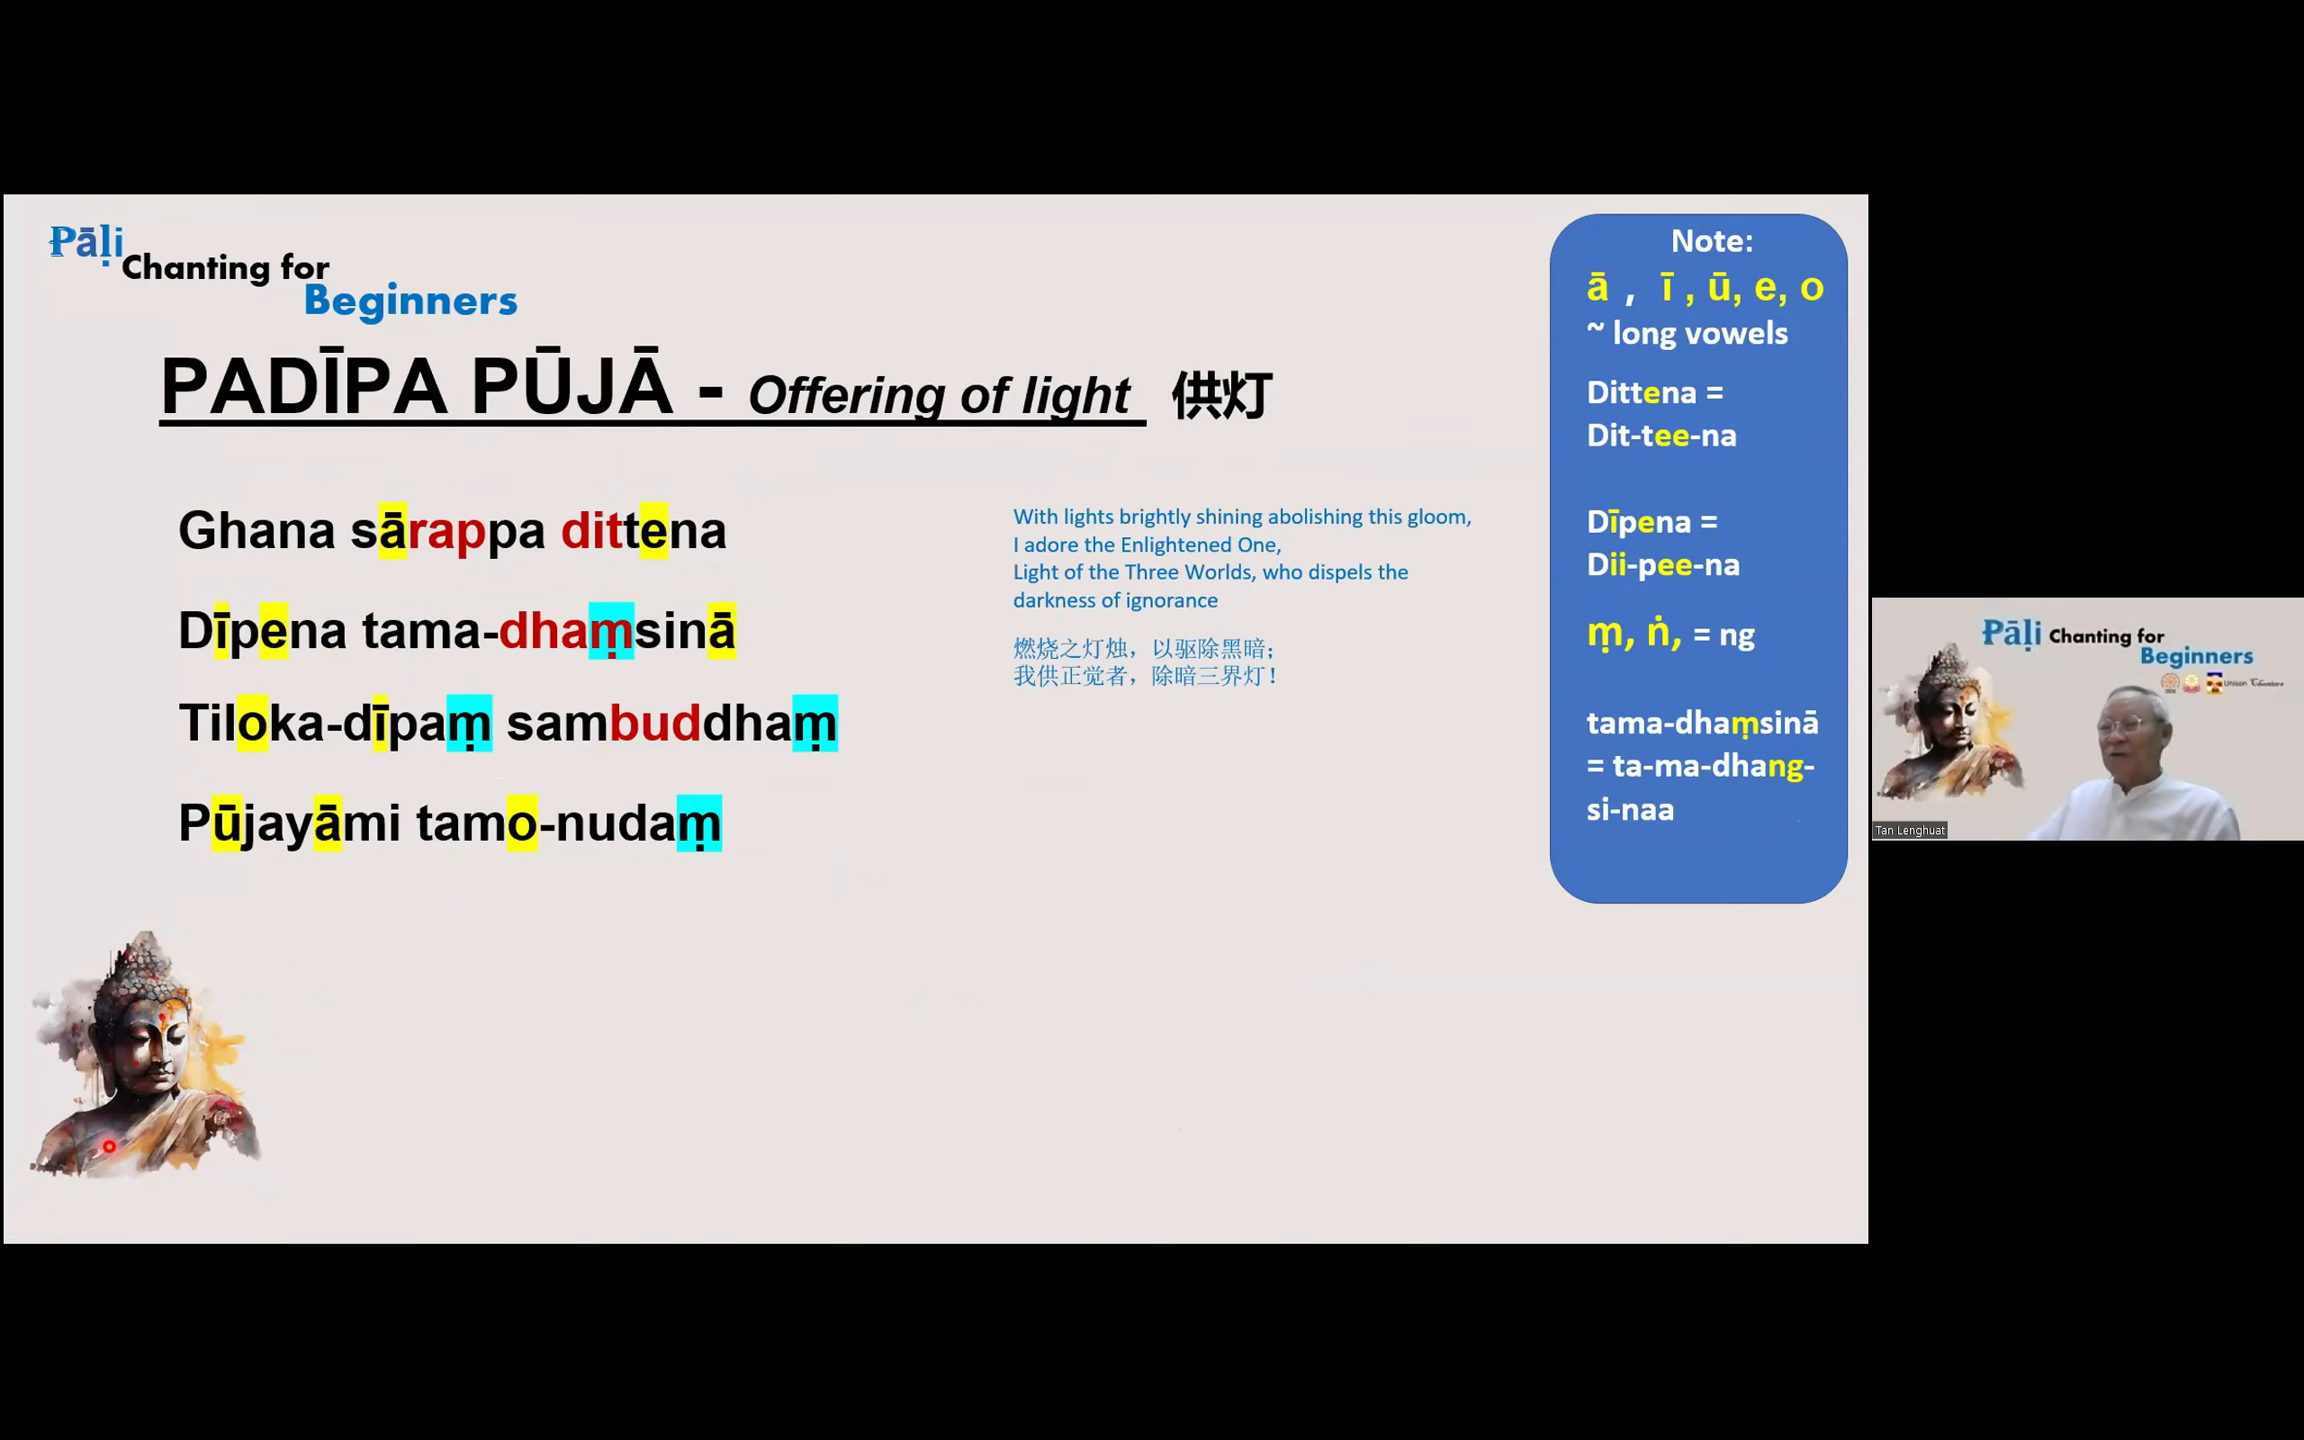 Pāḷi
Chanting for
Beginners
PADĪPA PŪJĀ - Offering of light 供灯
Ghana sārappa dittena
Dīpena tama-dhaṃsinā
Tiloka-dīpaṃ sambuddhaṃ
Pūjayāmi tamo-nudaṃ
With lights brightly shining abolishing this gloom,
I adore the Enlightened One,
Light of the Three Worlds, who dispels the
darkness of ignorance
燃烧之灯烛，以驱除黑暗；
我供正觉者，除暗三界灯！
Note:
ā , ī , ū, e, o
~ long vowels
Dittena =
Dit-tee-na
Dīpena =
Dii-pee-na
ṃ, ṅ, = ng
tama-dhaṃsinā
= ta-ma-dhang-
si-naa
Pāḷi Chanting for
Beginners
Unison Chanters
Tan Lenghuat